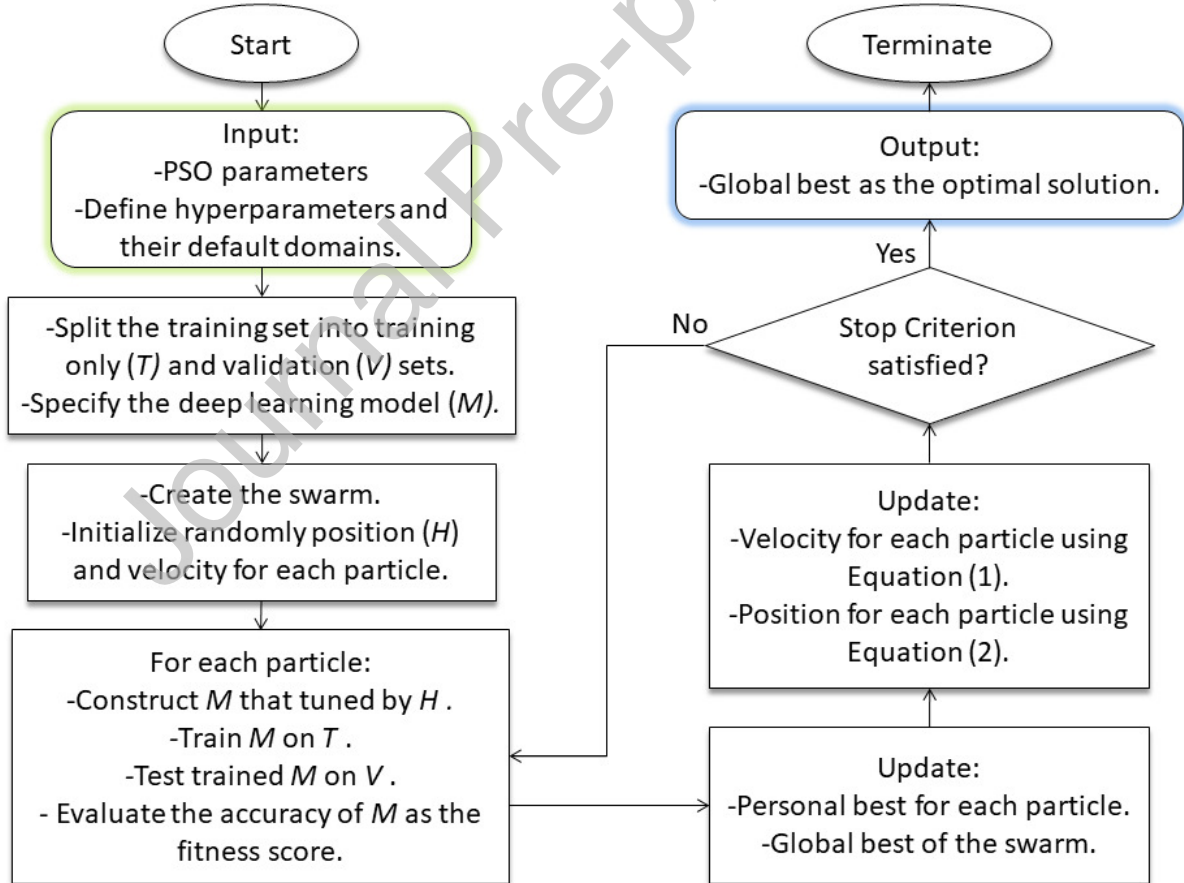 Start
Input:
-PSO parameters
-Define hyperparameters and
their default domains.
-Split the training set into training
only (T) and validation (V) sets.
-Specify the deep learning model (M).
-Create the swarm.
-Initialize randomly position (H)
and velocity for each particle.
For each particle:
-Construct M that tuned by H .
-Train M on T .
-Test trained M on V .
- Evaluate the accuracy of M as the
fitness score.
Update:
-Personal best for each particle.
-Global best of the swarm.
Update:
-Velocity for each particle using
Equation (1).
-Position for each particle using
Equation (2).
Stop Criterion
satisfied?
No
Yes
Output:
-Global best as the optimal solution.
Terminate
Journal Pre-p